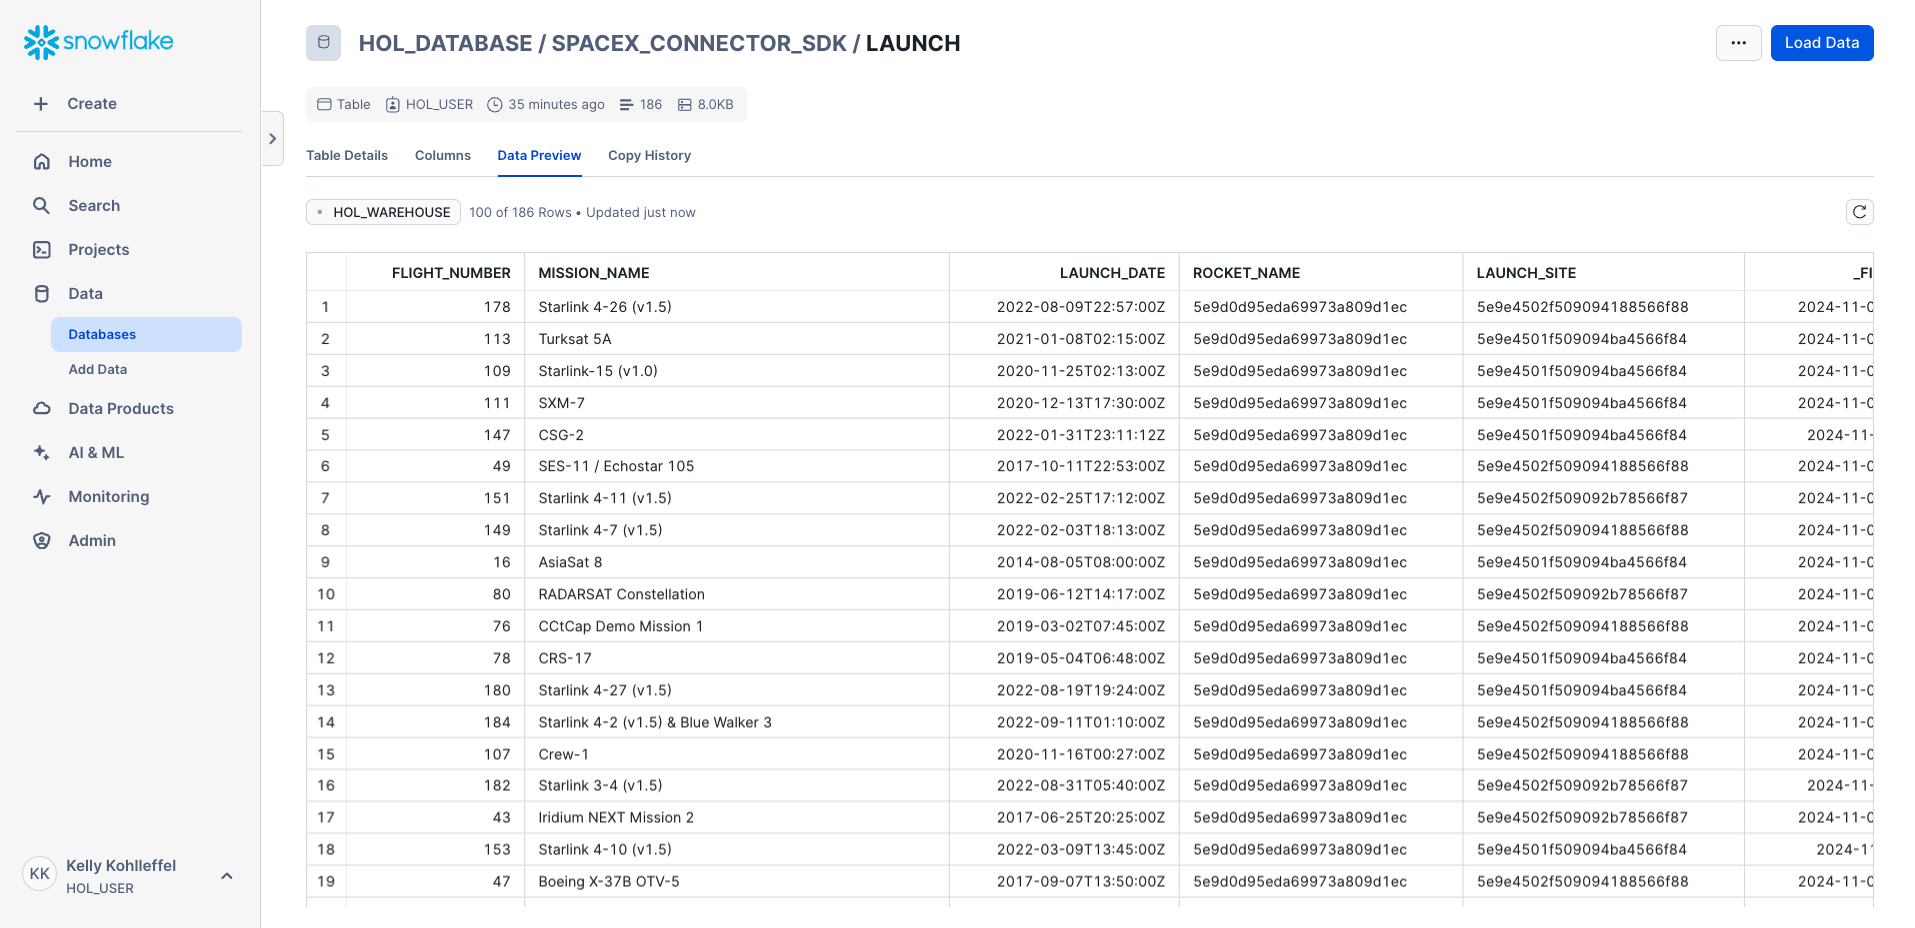 snowflake
Create
Home
Search
Projects
Data
Databases
Add Data
Data Products
AI & ML
Monitoring
Admin
KK
Kelly Kohlleffel
HOL_USER
HOL_DATABASE / SPACEX_CONNECTOR_SDK / LAUNCH
... Load Data
Table HOL_USER 35 minutes ago 186 8.0KB
Table Details Columns Data Preview Copy History
HOL_WAREHOUSE 100 of 186 Rows • Updated just now
FLIGHT_NUMBER MISSION_NAME LAUNCH_DATE ROCKET_NAME LAUNCH_SITE _FI
1 178 Starlink 4-26 (v1.5) 2022-08-09T22:57:00Z 5e9d0d95eda69973a809d1ec 5e9e4502f509094188566f88 2024-11-0
2 113 Turksat 5A 2021-01-08T02:15:00Z 5e9d0d95eda69973a809d1ec 5e9e4501f509094ba4566f84 2024-11-0
3 109 Starlink-15 (v1.0) 2020-11-25T02:13:00Z 5e9d0d95eda69973a809d1ec 5e9e4501f509094ba4566f84 2024-11-0
4 111 SXM-7 2020-12-13T17:30:00Z 5e9d0d95eda69973a809d1ec 5e9e4501f509094ba4566f84 2024-11-0
5 147 CSG-2 2022-01-31T23:11:12Z 5e9d0d95eda69973a809d1ec 5e9e4501f509094ba4566f84 2024-11-
6 49 SES-11 / Echostar 105 2017-10-11T22:53:00Z 5e9d0d95eda69973a809d1ec 5e9e4502f509094188566f88 2024-11-0
7 151 Starlink 4-11 (v1.5) 2022-02-25T17:12:00Z 5e9d0d95eda69973a809d1ec 5e9e4502f509092b78566f87 2024-11-0
8 149 Starlink 4-7 (v1.5) 2022-02-03T18:13:00Z 5e9d0d95eda69973a809d1ec 5e9e4502f509094188566f88 2024-11-0
9 16 AsiaSat 8 2014-08-05T08:00:00Z 5e9d0d95eda69973a809d1ec 5e9e4501f509094ba4566f84 2024-11-0
10 80 RADARSAT Constellation 2019-06-12T14:17:00Z 5e9d0d95eda69973a809d1ec 5e9e4502f509092b78566f87 2024-11-0
11 76 CCtCap Demo Mission 1 2019-03-02T07:45:00Z 5e9d0d95eda69973a809d1ec 5e9e4502f509094188566f88 2024-11-0
12 78 CRS-17 2019-05-04T06:48:00Z 5e9d0d95eda69973a809d1ec 5e9e4501f509094ba4566f84 2024-11-0
13 180 Starlink 4-27 (v1.5) 2022-08-19T19:24:00Z 5e9d0d95eda69973a809d1ec 5e9e4501f509094ba4566f84 2024-11-0
14 184 Starlink 4-2 (v1.5) & Blue Walker 3 2022-09-11T01:10:00Z 5e9d0d95eda69973a809d1ec 5e9e4502f509094188566f88 2024-11-0
15 107 Crew-1 2020-11-16T00:27:00Z 5e9d0d95eda69973a809d1ec 5e9e4502f509094188566f88 2024-11-0
16 182 Starlink 3-4 (v1.5) 2022-08-31T05:40:00Z 5e9d0d95eda69973a809d1ec 5e9e4502f509092b78566f87 2024-11-
17 43 Iridium NEXT Mission 2 2017-06-25T20:25:00Z 5e9d0d95eda69973a809d1ec 5e9e4502f509092b78566f87 2024-11-0
18 153 Starlink 4-10 (v1.5) 2022-03-09T13:45:00Z 5e9d0d95eda69973a809d1ec 5e9e4501f509094ba4566f84 2024-11
19 47 Boeing X-37B OTV-5 2017-09-07T13:50:00Z 5e9d0d95eda69973a809d1ec 5e9e4502f509094188566f88 2024-11-0